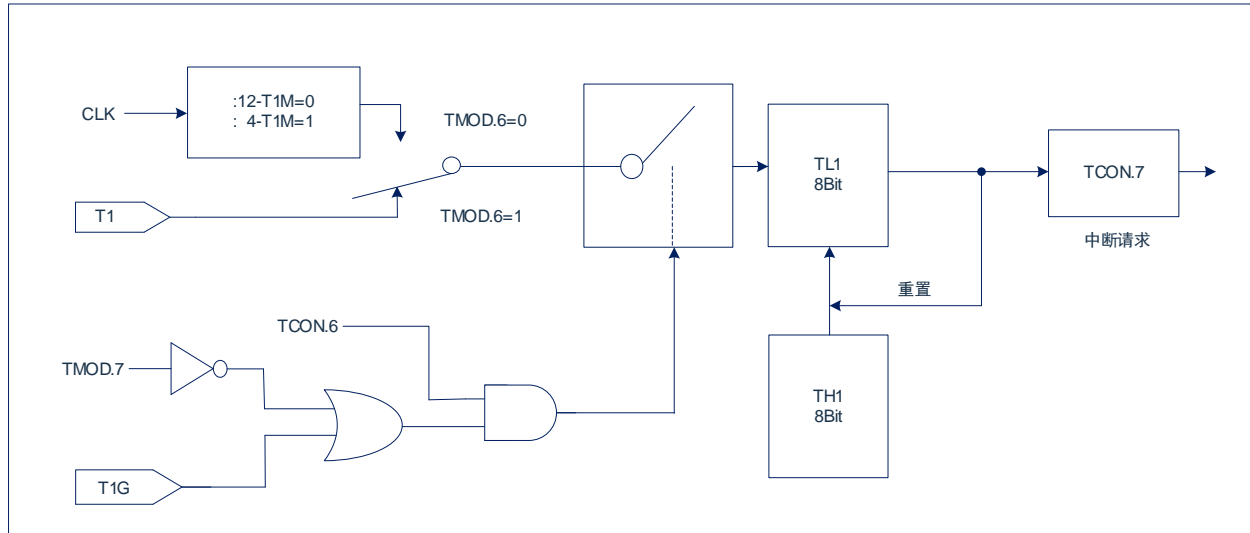 CLK
:12-T1M=0
: 4-T1M=1
TMOD.6=0
T1
TMOD.6=1
TL1
8Bit
TCON.7
中断请求
重置
TCON.6
TMOD.7
TH1
8Bit
T1G